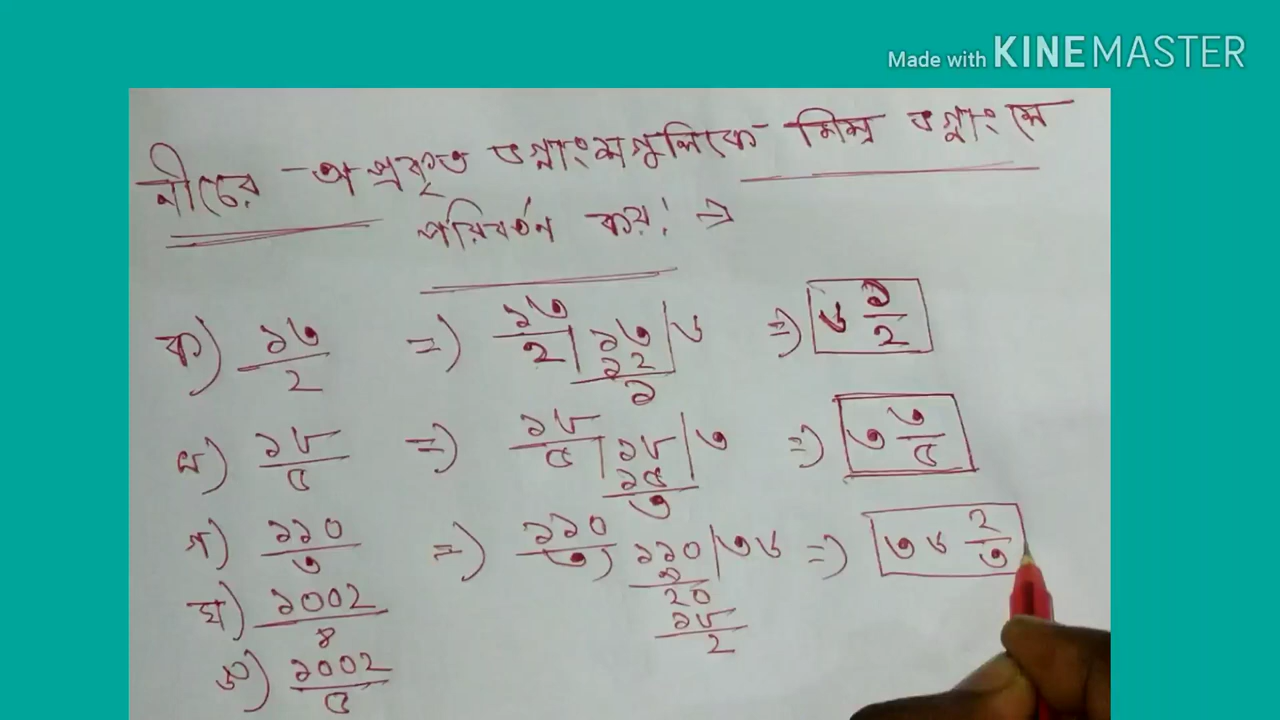 Made with KINEMASTER
নীচের অপ্রকৃত ভগ্নাংশগুলিকে মিশ্র ভগ্নাংশে
পরিবর্তন কর! ⇒
ক) ১৩/২ ⇒) ১৩/২ | ১৩ | ৬ ⇒) ৬ ১/২
১২
১
খ) ১৮/৫ ⇒) ১৮/৫ | ১৮ | ৩ ⇒) ৩ ৩/৫
১৫
৩
গ) ১১০/৩ ⇒) ১১০/৩ ) ১১০ | ৩৬ ⇒) ৩৬ ২/৩
৯
২০
১৮
২
ঘ) ১০০২/৪
ঙ) ১০০২/৫